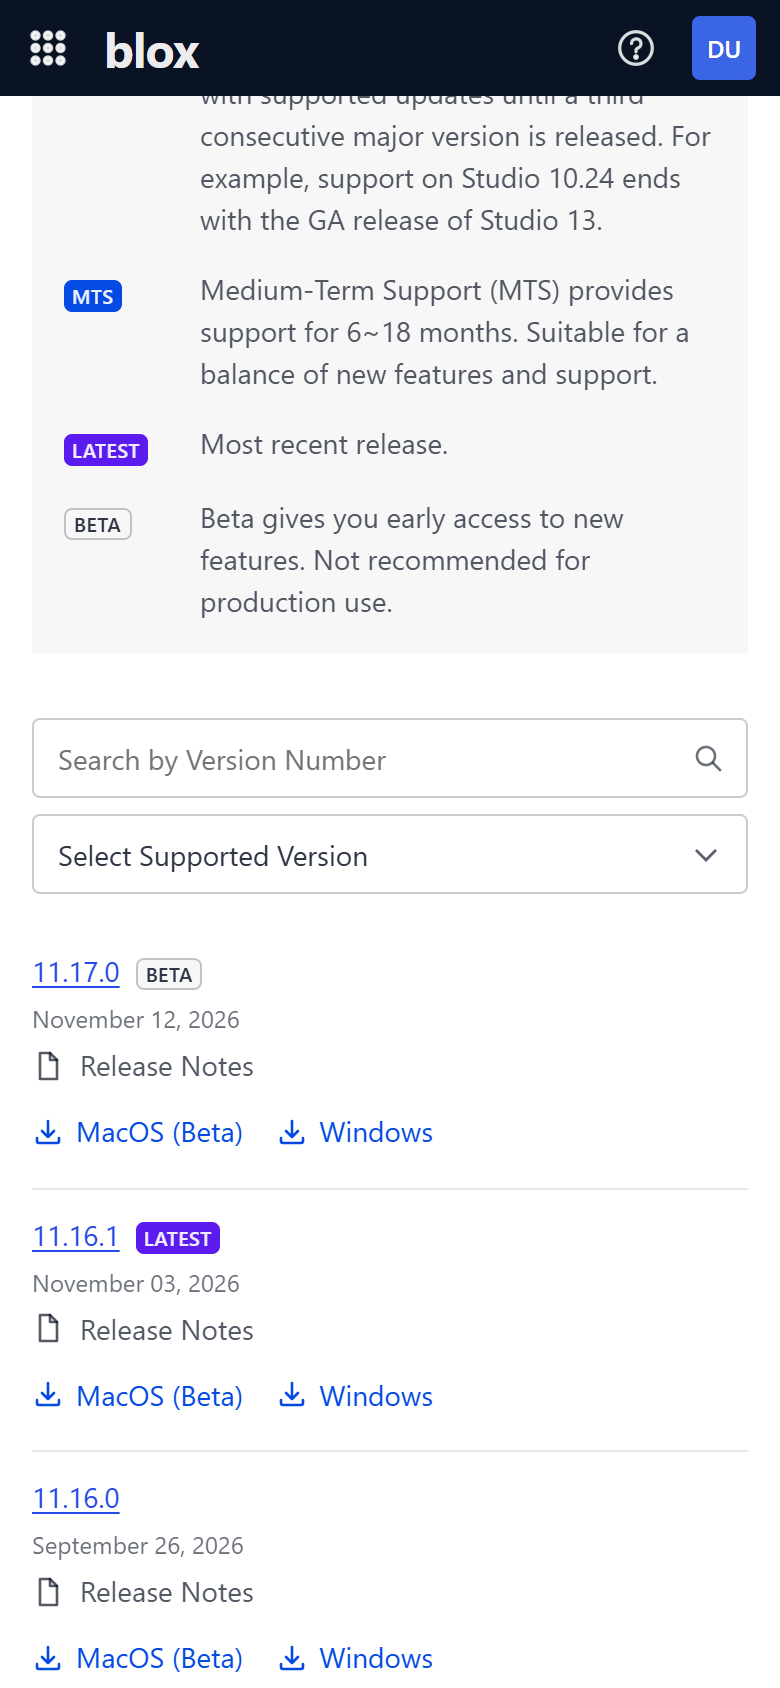 blox
DU
with supported updates until a third
consecutive major version is released. For
example, support on Studio 10.24 ends
with the GA release of Studio 13.
MTS
Medium-Term Support (MTS) provides
support for 6~18 months. Suitable for a
balance of new features and support.
LATEST
Most recent release.
BETA
Beta gives you early access to new
features. Not recommended for
production use.
Search by Version Number
Select Supported Version
11.17.0 BETA
November 12, 2026
Release Notes
MacOS (Beta) Windows
11.16.1 LATEST
November 03, 2026
Release Notes
MacOS (Beta) Windows
11.16.0
September 26, 2026
Release Notes
MacOS (Beta) Windows